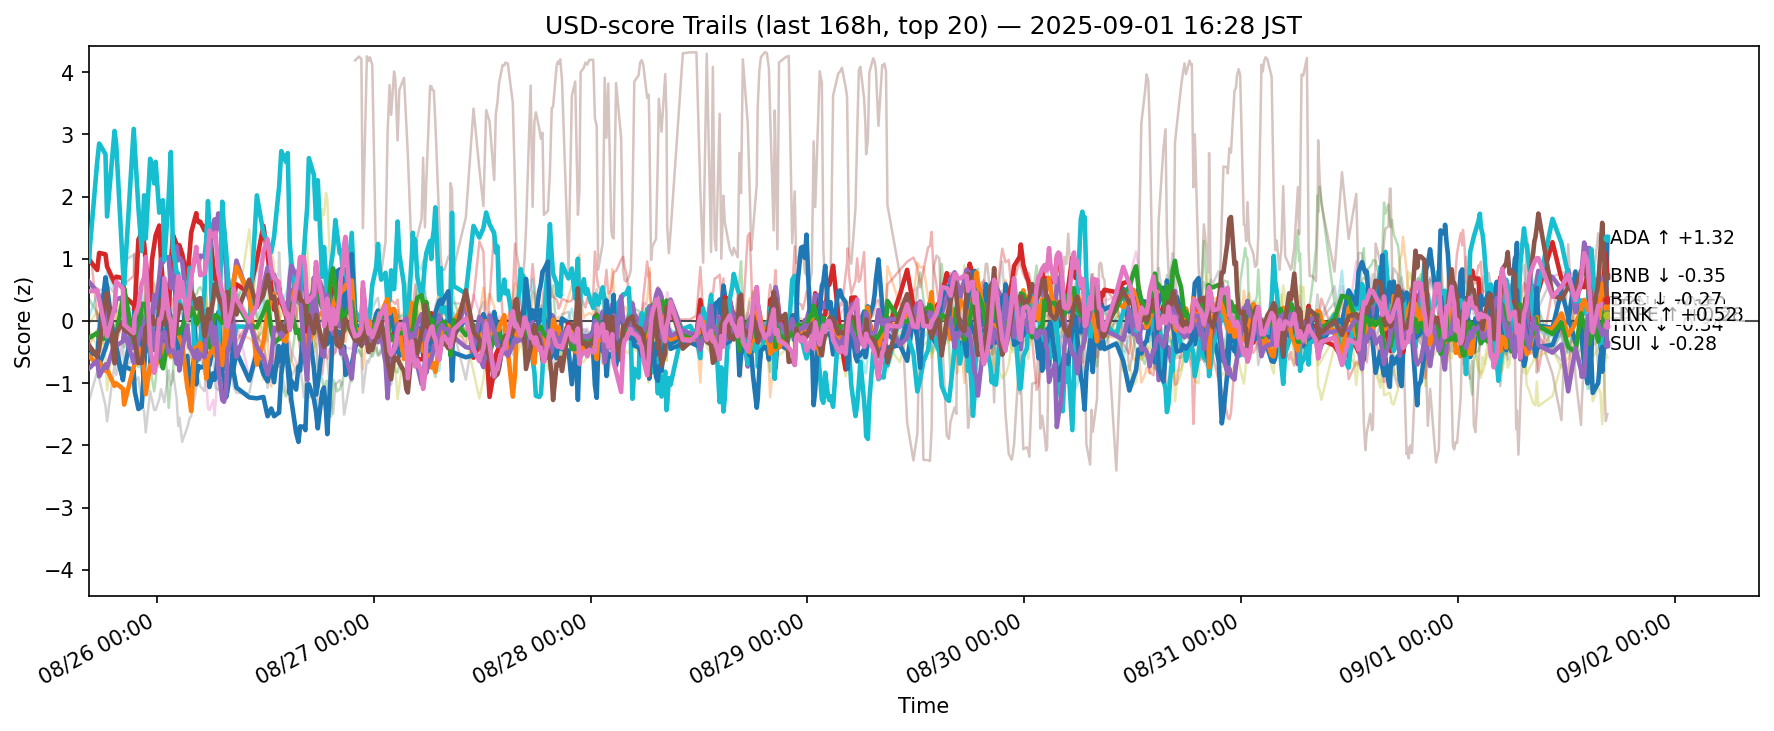 USD-score Trails (last 168h, top 20) — 2025-09-01 16:28 JST
Score (z)
4
3
2
1
0
−1
−2
−3
−4
ADA ↑ +1.32
BNB ↓ -0.35
BTC ↓ -0.27
LINK ↑ +0.52
TRX ↓ -0.34
SUI ↓ -0.28
08/26 00:00
08/27 00:00
08/28 00:00
08/29 00:00
08/30 00:00
08/31 00:00
09/01 00:00
09/02 00:00
Time